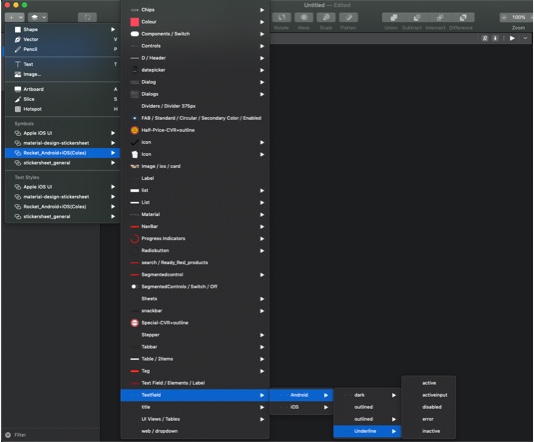 Untitled — Edited
Rotate Mask Scale Flatten
Union Subtract Intersect Difference
100%
Zoom
Shape
Vector V
Pencil P
Text T
Image...
Artboard A
Slice S
Hotspot H
Symbols
Apple iOS UI
material-design-stickersheet
Rocket_Android+iOS(Coles)
stickersheet_general
Text Styles
Apple iOS UI
material-design-stickersheet
Rocket_Android+iOS(Coles)
stickersheet_general
Filter
Chips
Colour
Components / Switch
Controls
D / Header
datepicker
Dialog
Dialogs
Dividers / Divider 375px
FAB / Standard / Circular / Secondary Color / Enabled
Half-Price-CVR+outline
icon
Icon
Image / ios / card
Label
list
List
Material
NavBar
Progress Indicators
Radiobutton
search / Ready_Red_products
Segmentedcontrol
SegmentedControls / Switch / Off
Sheets
snackbar
Special-CVR+outline
Stepper
Tabbar
Table / 2Items
Tag
Text Field / Elements / Label
Textfield
title
UI Views / Tables
web / dropdown
Android
iOS
dark
outlined
outlined
Underline
active
activeinput
disabled
error
inactive